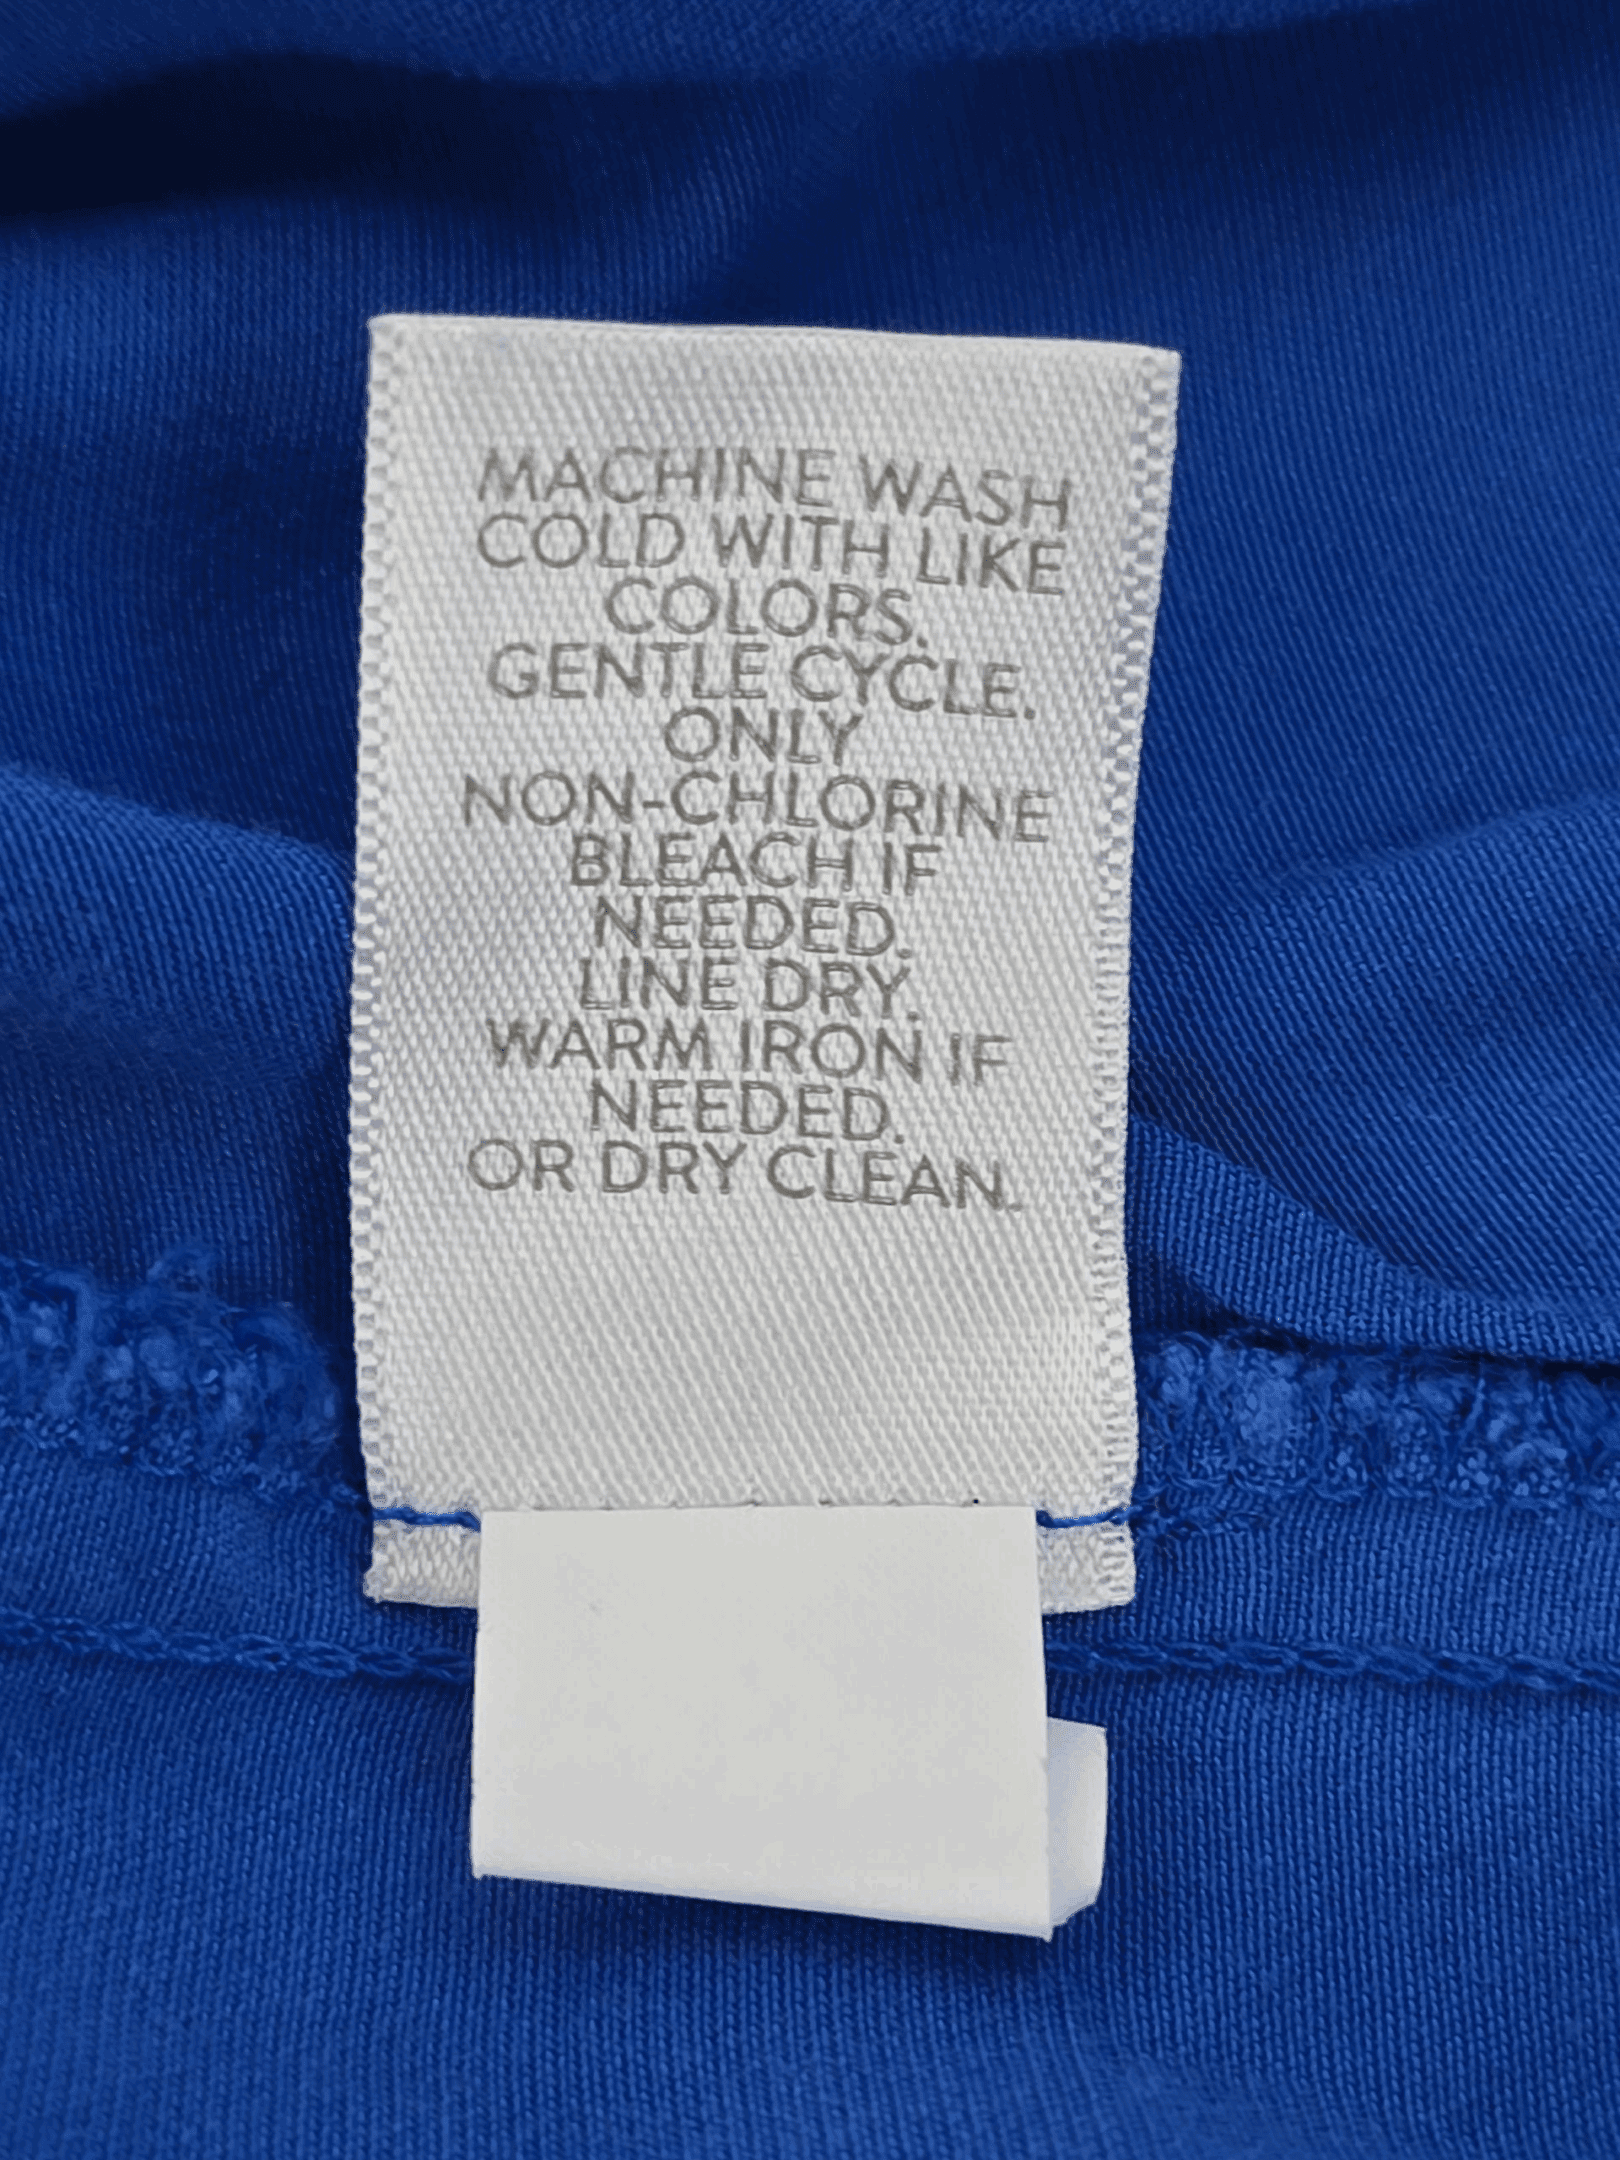 MACHINE WASH
COLD WITH LIKE
COLORS.
GENTLE CYCLE.
ONLY
NON-CHLORINE
BLEACH IF
NEEDED.
LINE DRY.
WARM IRON IF
NEEDED.
OR DRY CLEAN.